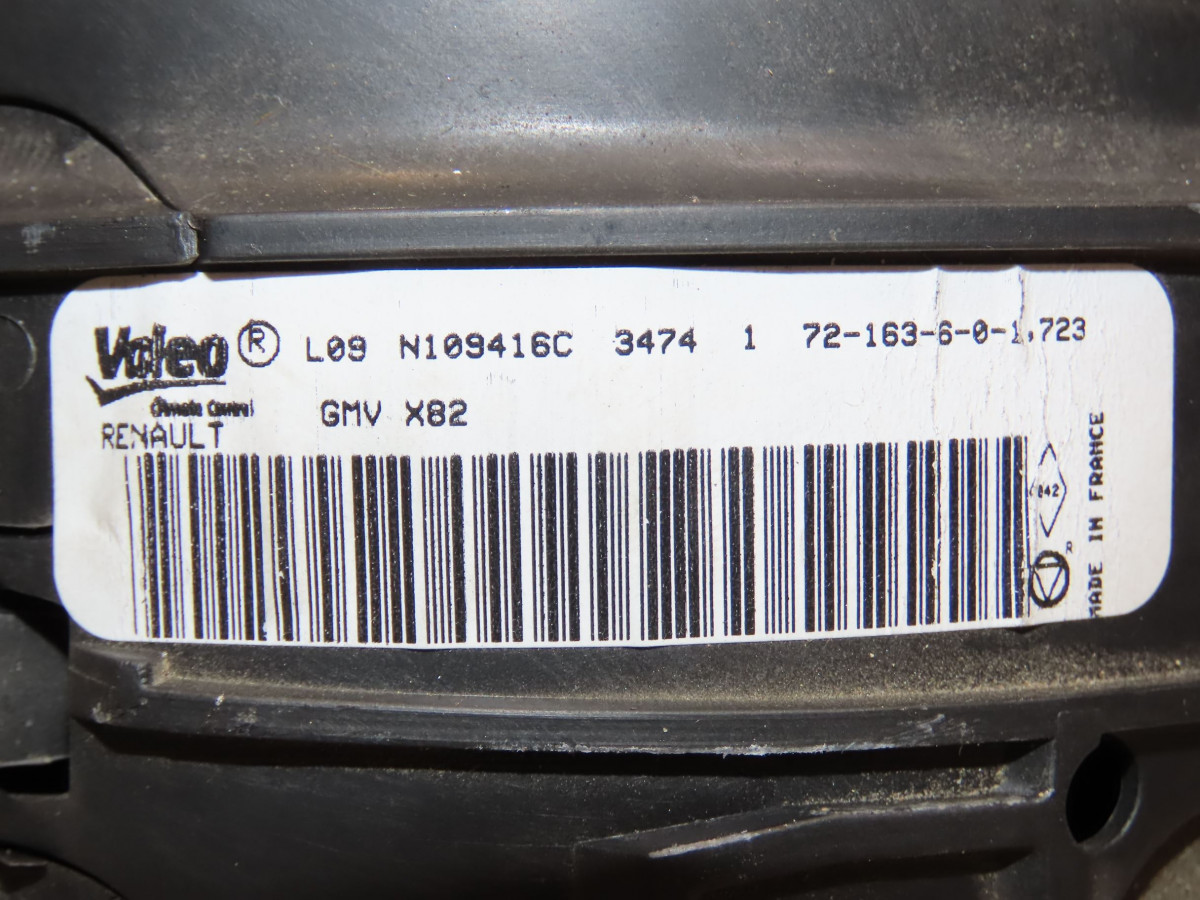 Valeo ® L09 N109416C 3474 1 72-163-6-0-1,723
Climate Control
GMV X82
RENAULT
842
R
MADE IN FRANCE